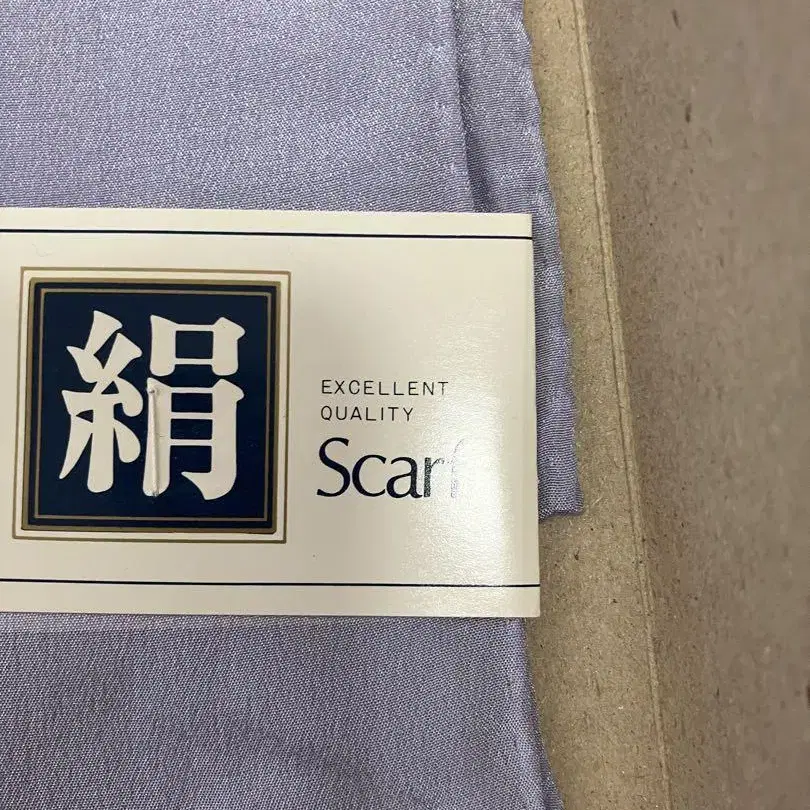 絹
EXCELLENT
QUALITY
Scarf